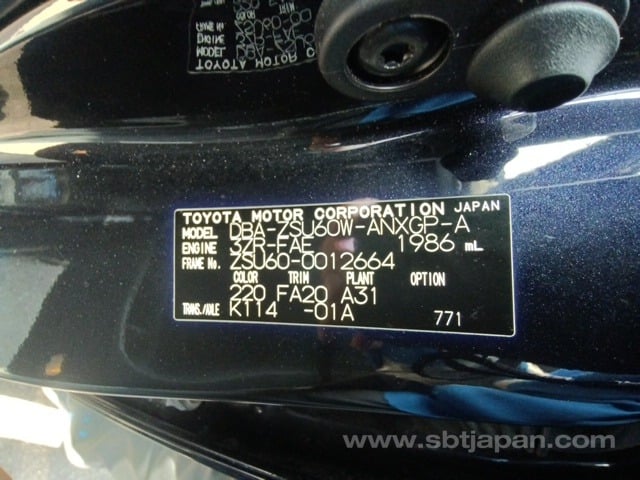 TOYOTA MOTOR CORPORATION JAPAN
MODEL DBA-ZSU60W-ANXGP-A
ENGINE 3ZR-FAE 1986 mL
FRAME No. ZSU60-0012664
COLOR TRIM PLANT OPTION
220 FA20 A31
TRANS./AXLE K114 -01A 771
www.sbtjapan.com